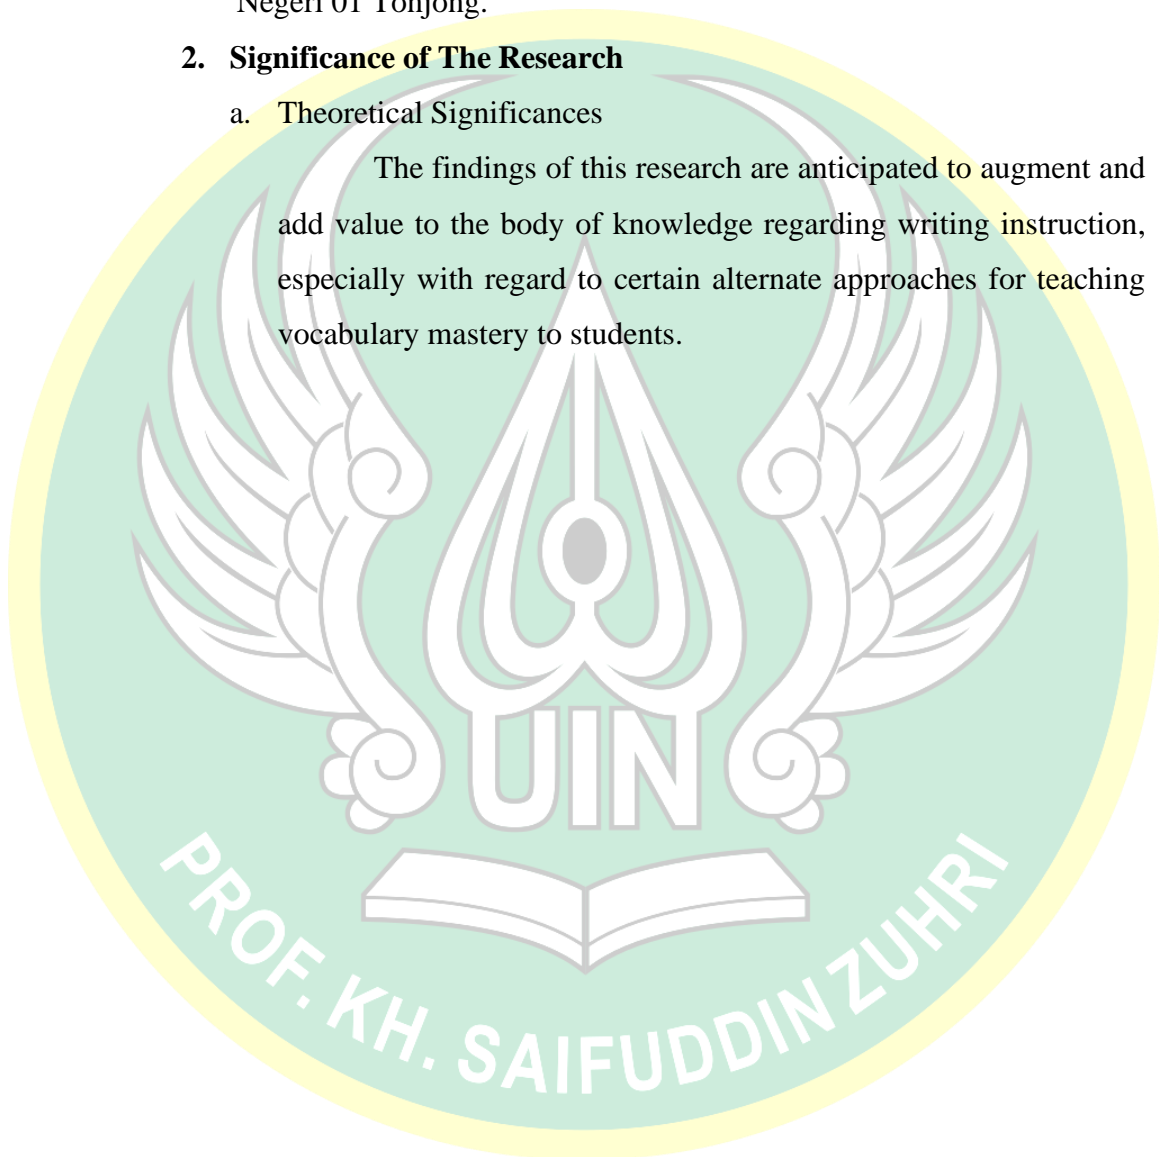 Negeri 01 Tonjong.
2. Significance of The Research
a. Theoretical Significances
The findings of this research are anticipated to augment and
add value to the body of knowledge regarding writing instruction,
especially with regard to certain alternate approaches for teaching
vocabulary mastery to students.
UIN
PROF. KH. SAIFUDDIN ZUHRI